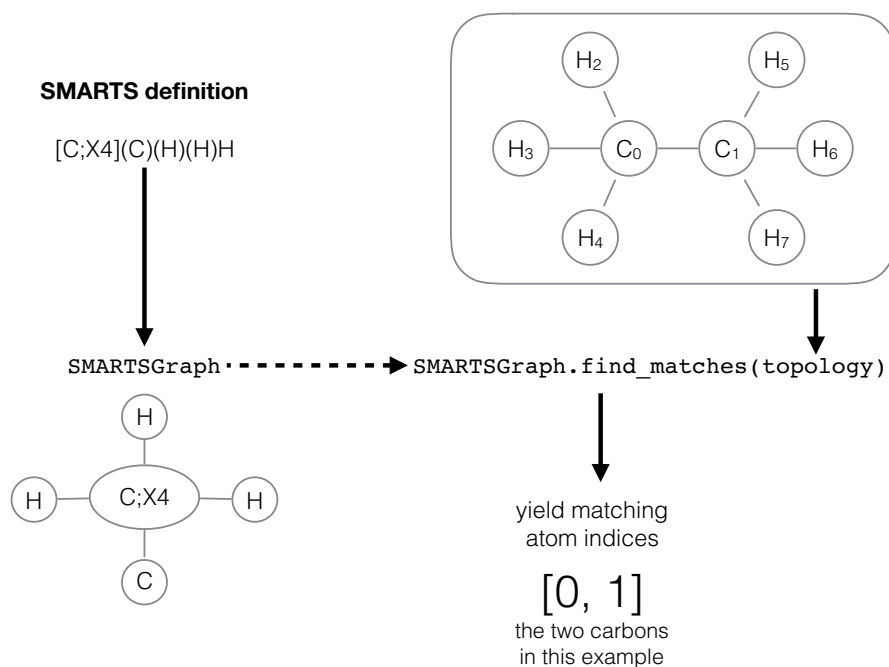 SMARTS definition
[C;X4](C)(H)(H)H
H2
H5
H3
C0
C1
H6
H4
H7
SMARTSGraph
SMARTSGraph.find_matches(topology)
H
H
C;X4
H
C
yield matching
atom indices
[0, 1]
the two carbons
in this example